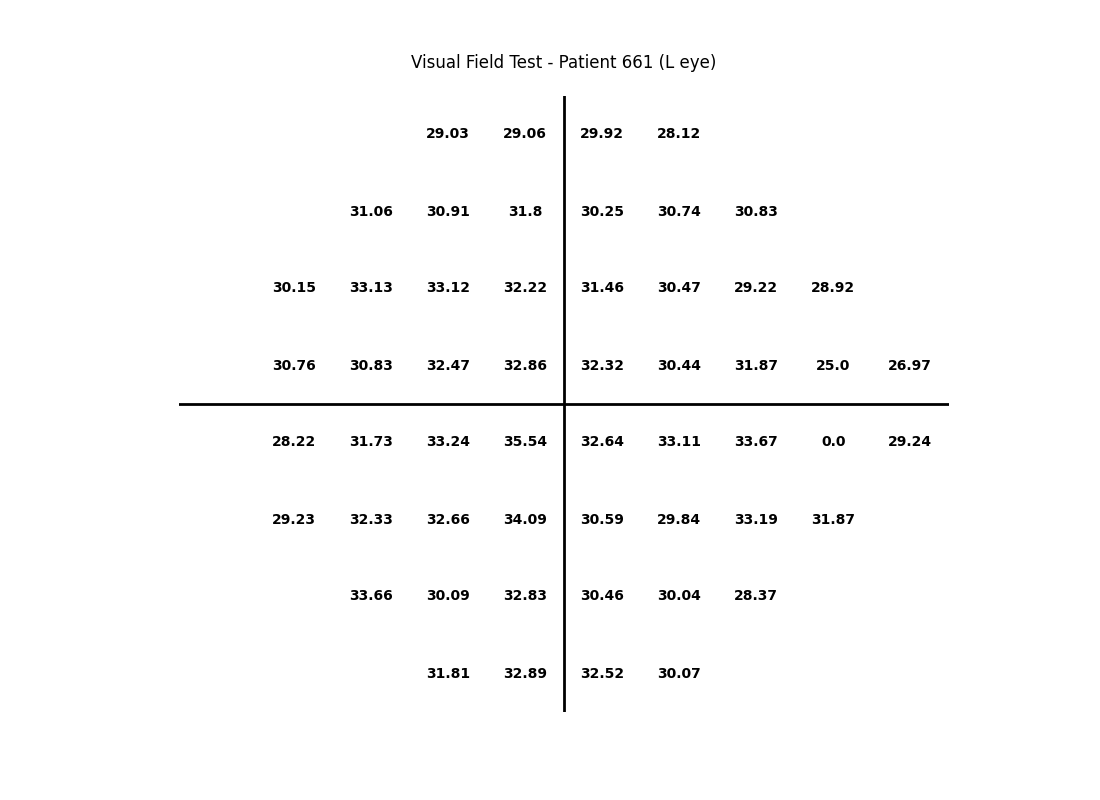 Visual Field Test - Patient 661 (L eye)
29.03 29.06 29.92 28.12
31.06 30.91 31.8 30.25 30.74 30.83
30.15 33.13 33.12 32.22 31.46 30.47 29.22 28.92
30.76 30.83 32.47 32.86 32.32 30.44 31.87 25.0 26.97
28.22 31.73 33.24 35.54 32.64 33.11 33.67 0.0 29.24
29.23 32.33 32.66 34.09 30.59 29.84 33.19 31.87
33.66 30.09 32.83 30.46 30.04 28.37
31.81 32.89 32.52 30.07